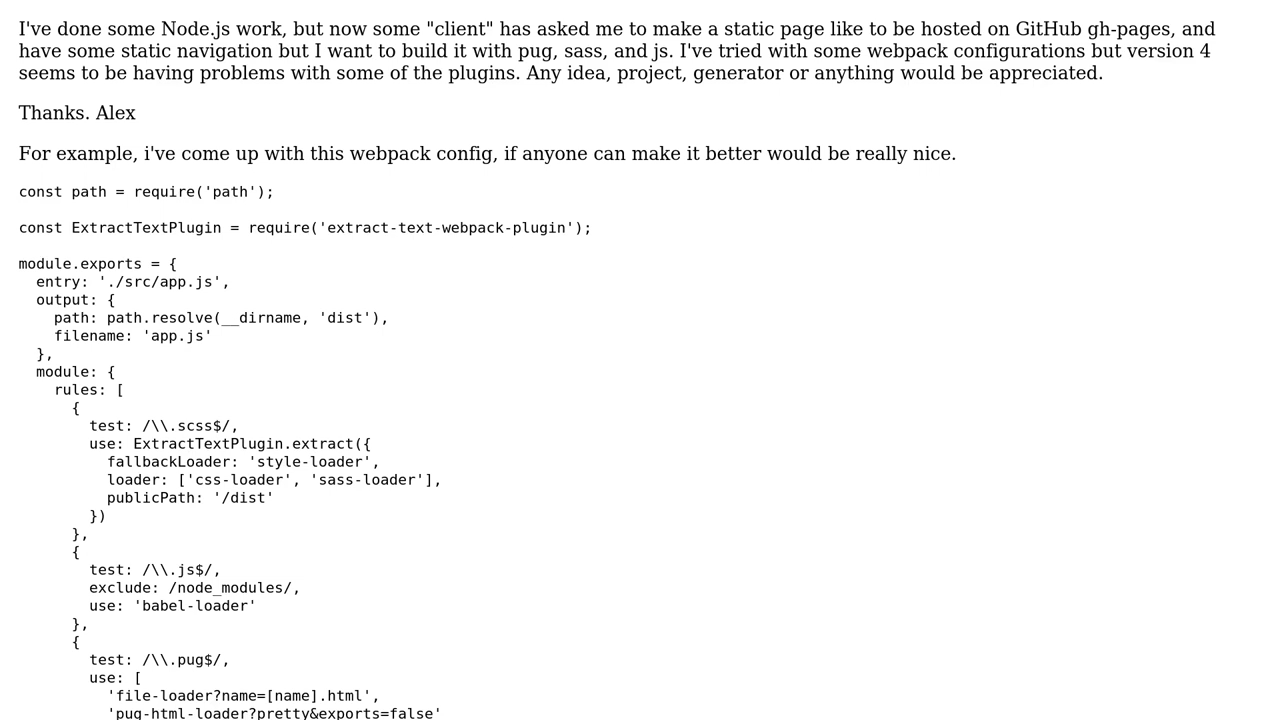 I've done some Node.js work, but now some "client" has asked me to make a static page like to be hosted on GitHub gh-pages, and
have some static navigation but I want to build it with pug, sass, and js. I've tried with some webpack configurations but version 4
seems to be having problems with some of the plugins. Any idea, project, generator or anything would be appreciated.
Thanks. Alex
For example, i've come up with this webpack config, if anyone can make it better would be really nice.
const path = require('path');
const ExtractTextPlugin = require('extract-text-webpack-plugin');
module.exports = {
  entry: './src/app.js',
  output: {
    path: path.resolve(__dirname, 'dist'),
    filename: 'app.js'
  },
  module: {
    rules: [
      {
        test: /\\.scss$/,
        use: ExtractTextPlugin.extract({
          fallbackLoader: 'style-loader',
          loader: ['css-loader', 'sass-loader'],
          publicPath: '/dist'
        })
      },
      {
        test: /\\.js$/,
        exclude: /node_modules/,
        use: 'babel-loader'
      },
      {
        test: /\\.pug$/,
        use: [
          'file-loader?name=[name].html',
          'pug-html-loader?pretty&exports=false'